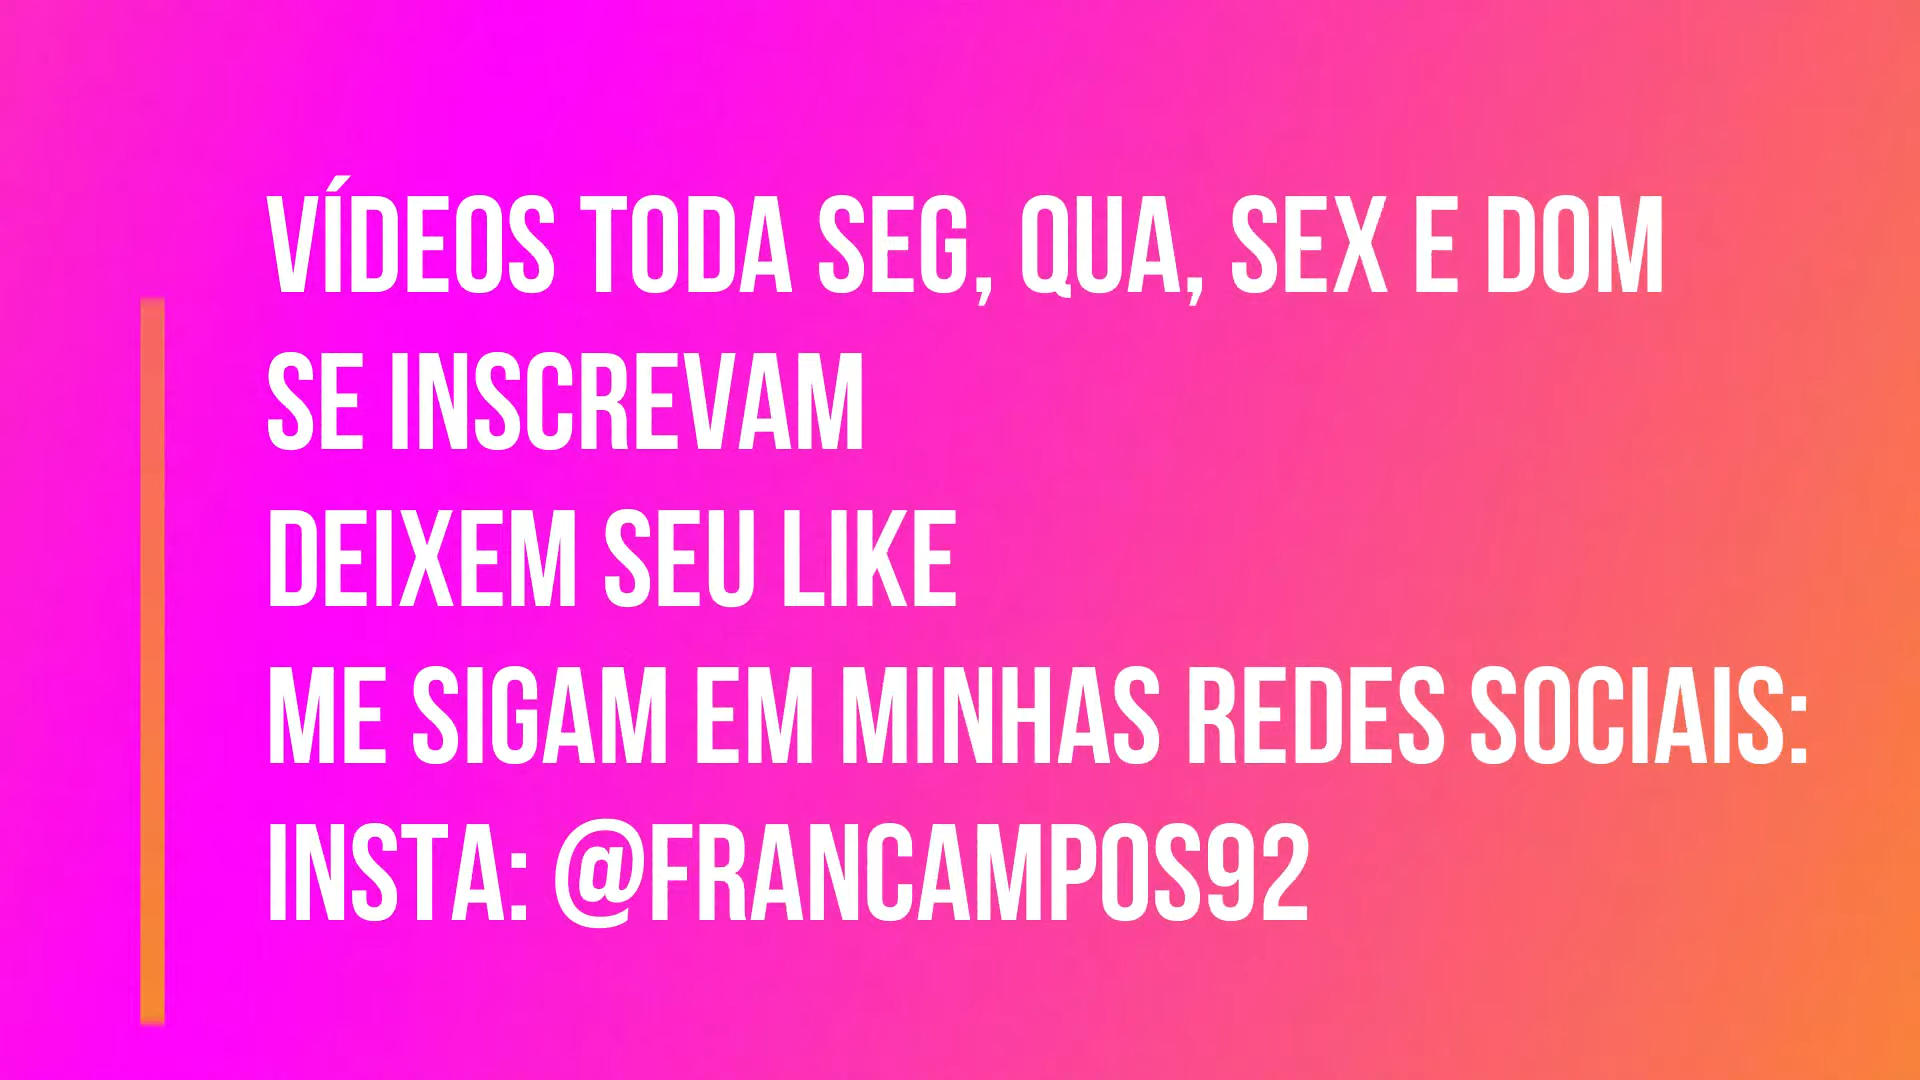 VÍDEOS TODA SEG, QUA, SEX E DOM
SE INSCREVAM
DEIXEM SEU LIKE
ME SIGAM EM MINHAS REDES SOCIAIS:
INSTA: @FRANCAMPOS92